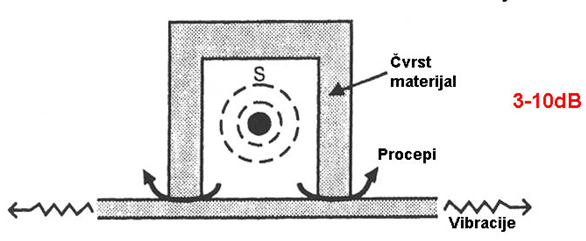 S
Čvrst
materijal
3-10dB
Procepi
Vibracije